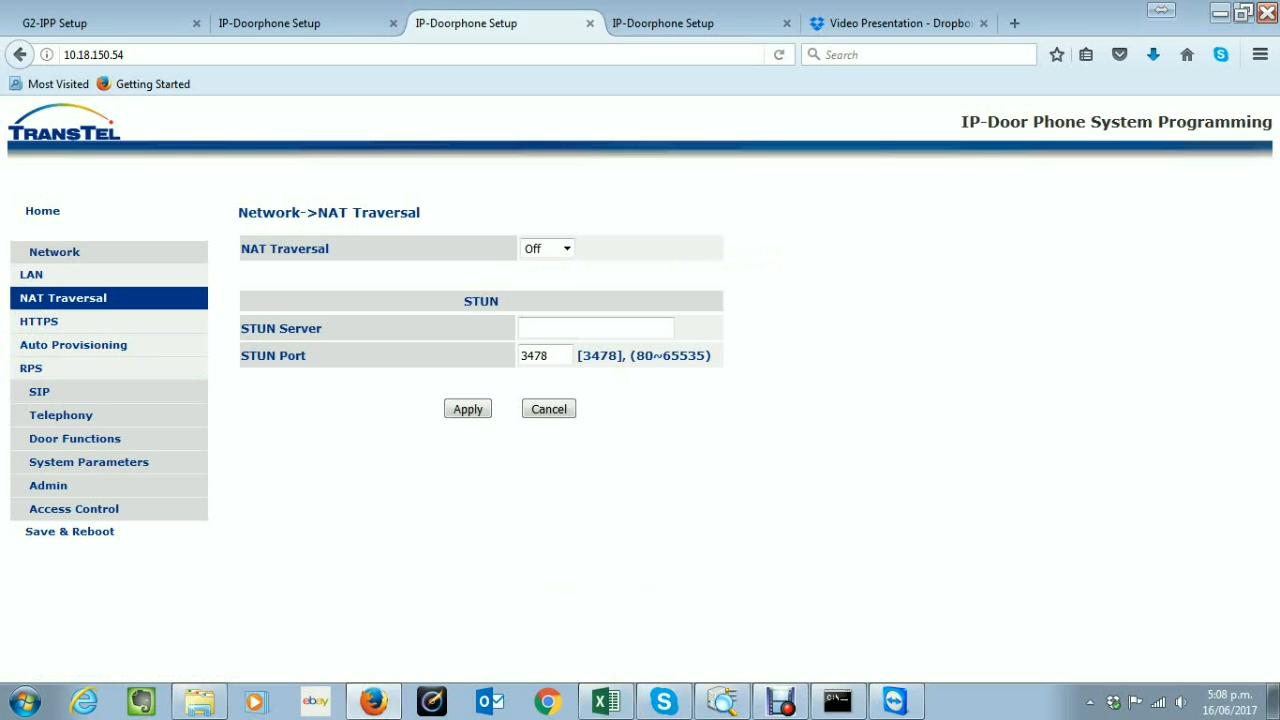 G2-IPP Setup
IP-Doorphone Setup
IP-Doorphone Setup
IP-Doorphone Setup
Video Presentation - Dropbo
10.18.150.54
Search
Most Visited
Getting Started
TRANSTEL
IP-Door Phone System Programming
Home
Network->NAT Traversal
Network
NAT Traversal
Off
LAN
NAT Traversal
STUN
HTTPS
STUN Server
Auto Provisioning
STUN Port
3478
[3478], (80~65535)
RPS
SIP
Telephony
Apply
Cancel
Door Functions
System Parameters
Admin
Access Control
Save & Reboot
ebay
5:08 p.m.
16/06/2017